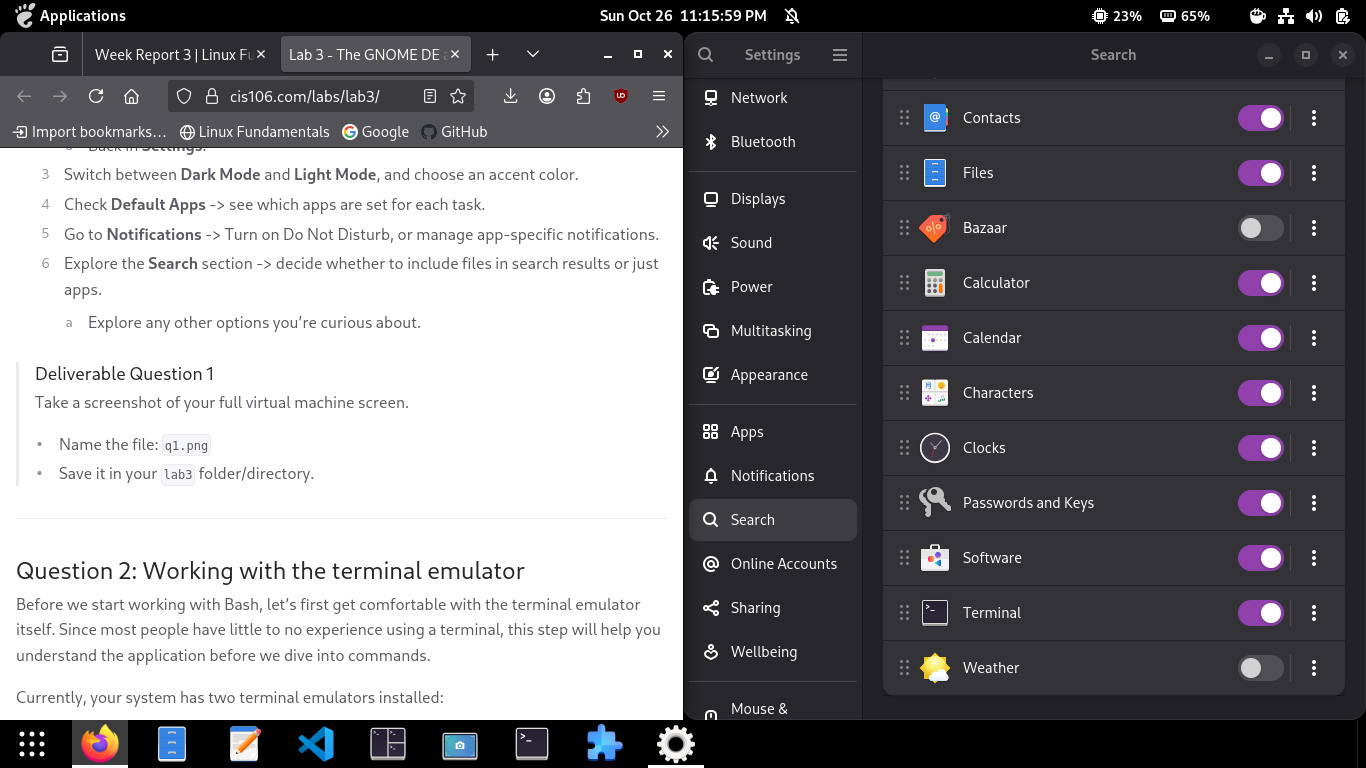 Applications
Sun Oct 26 11:15:59 PM
23%
65%
Week Report 3 | Linux Fu
Lab 3 - The GNOME DE a
cis106.com/labs/lab3/
Import bookmarks…
Linux Fundamentals
Google
GitHub
a Back in Settings.
3 Switch between Dark Mode and Light Mode, and choose an accent color.
4 Check Default Apps -> see which apps are set for each task.
5 Go to Notifications -> Turn on Do Not Disturb, or manage app-specific notifications.
6 Explore the Search section -> decide whether to include files in search results or just
apps.
a Explore any other options you’re curious about.
Deliverable Question 1
Take a screenshot of your full virtual machine screen.
• Name the file: q1.png
• Save it in your lab3 folder/directory.
Question 2: Working with the terminal emulator
Before we start working with Bash, let’s first get comfortable with the terminal emulator
itself. Since most people have little to no experience using a terminal, this step will help you
understand the application before we dive into commands.
Currently, your system has two terminal emulators installed:
Settings
Network
Bluetooth
Displays
Sound
Power
Multitasking
Appearance
Apps
Notifications
Search
Online Accounts
Sharing
Wellbeing
Mouse &
Search
Contacts
Files
Bazaar
Calculator
Calendar
Characters
Clocks
Passwords and Keys
Software
Terminal
Weather